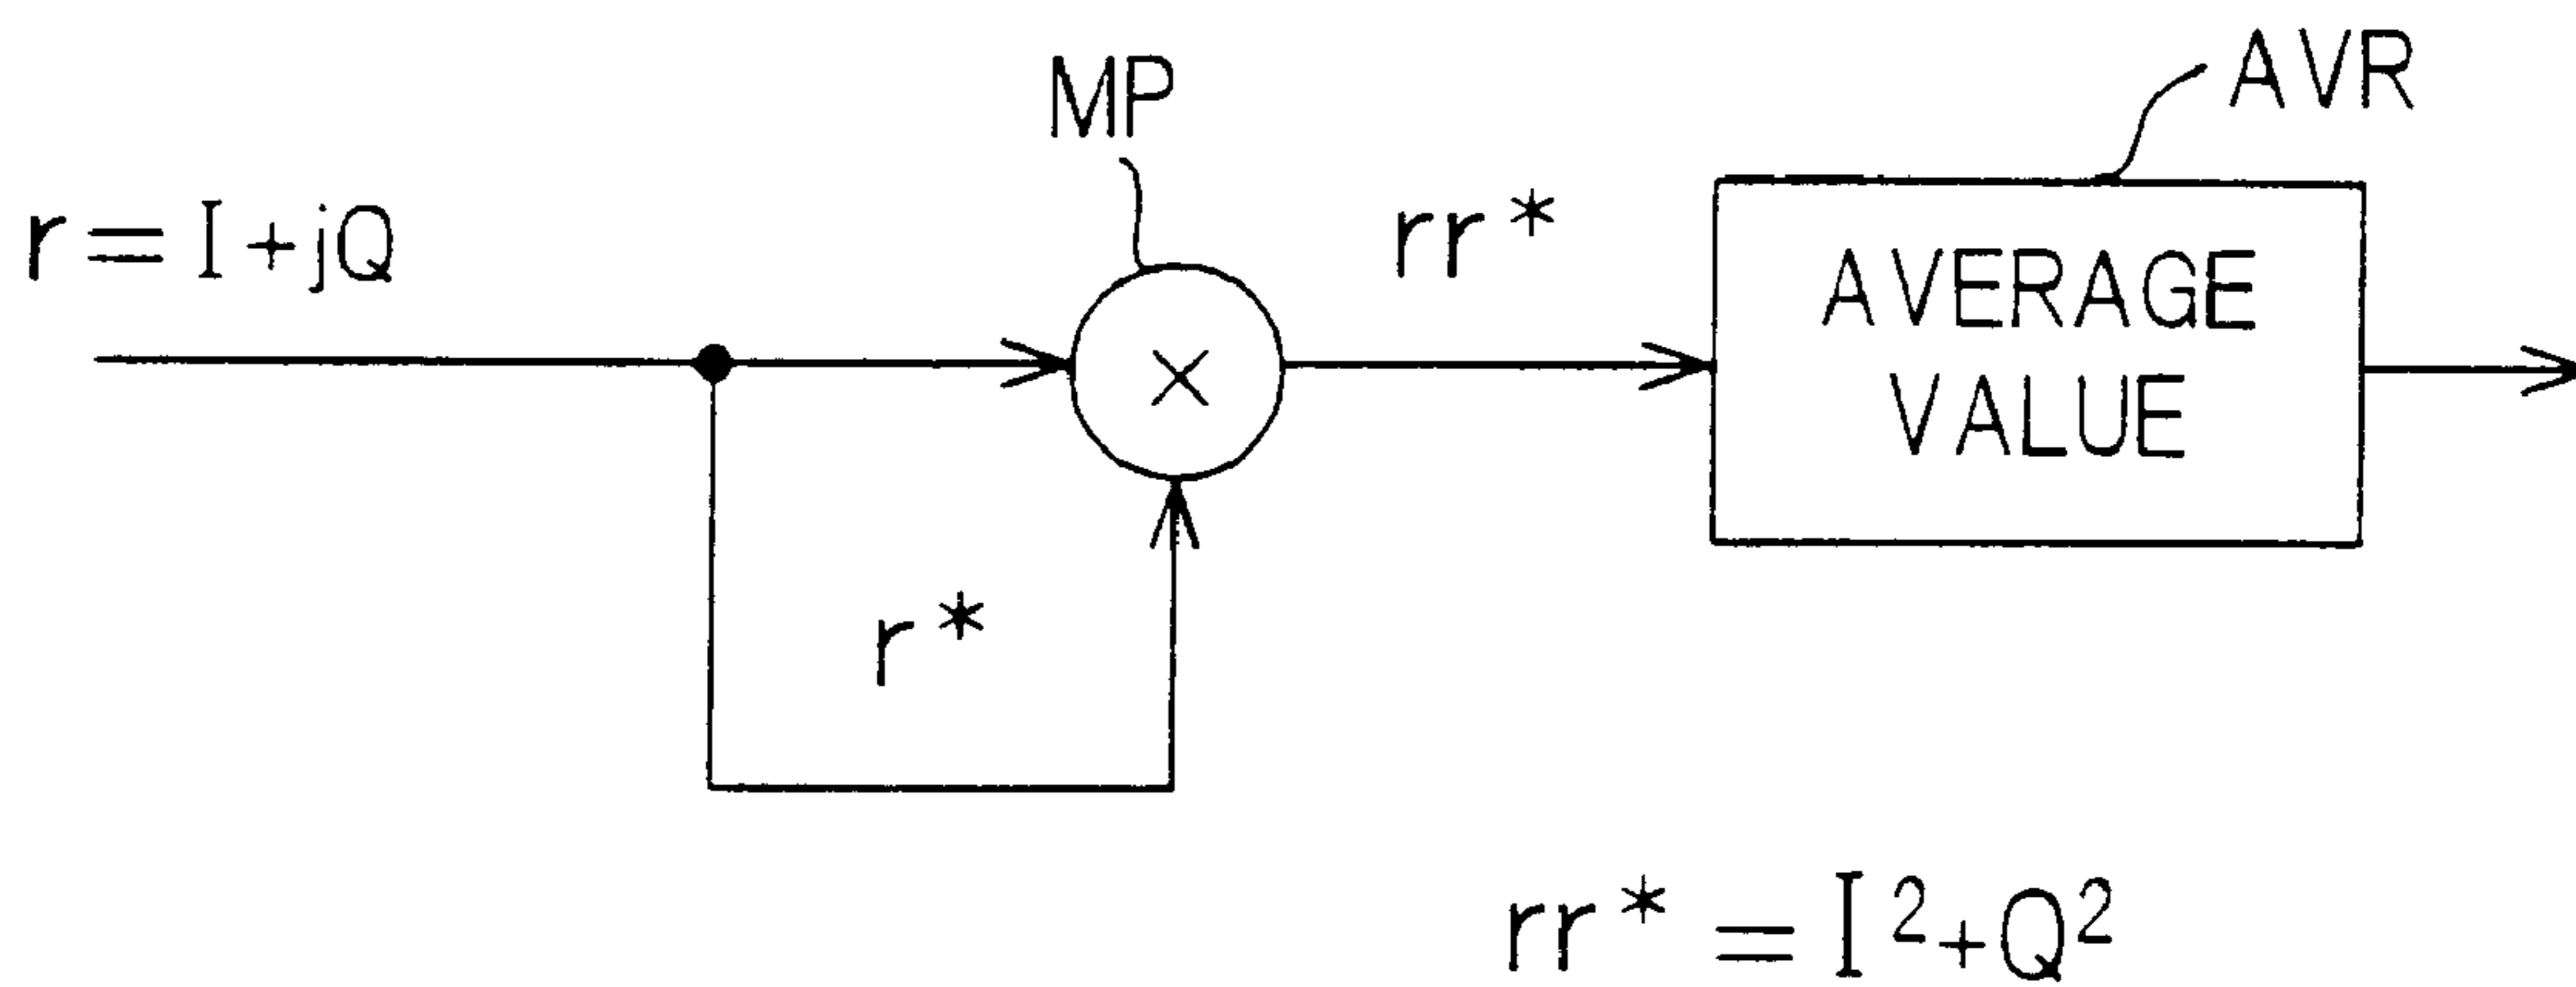 AVR
MP
r=I+jQ
rr*
×
AVERAGE
VALUE
r*
rr*=I²+Q²